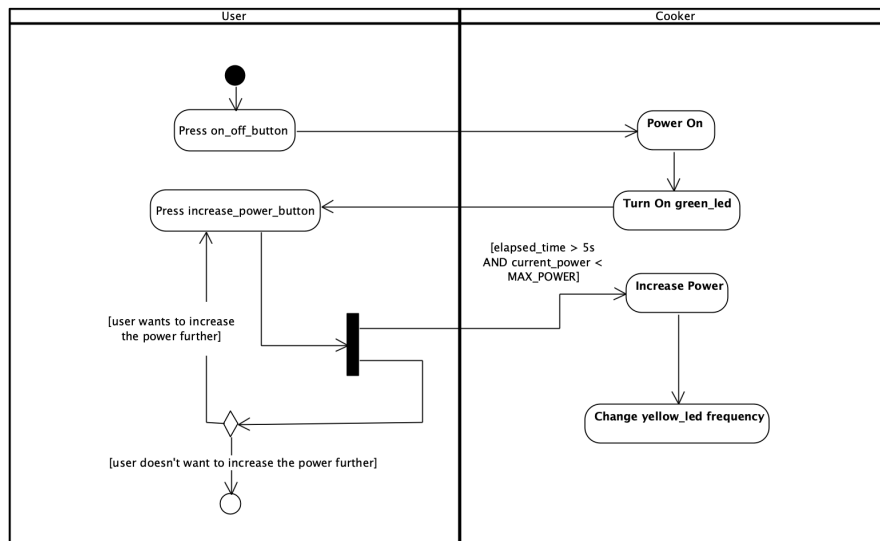 User
Cooker
Press on_off_button
Power On
Press increase_power_button
Turn On green_led
[elapsed_time > 5s
AND current_power <
MAX_POWER]
Increase Power
[user wants to increase
the power further]
Change yellow_led frequency
[user doesn't want to increase the power further]